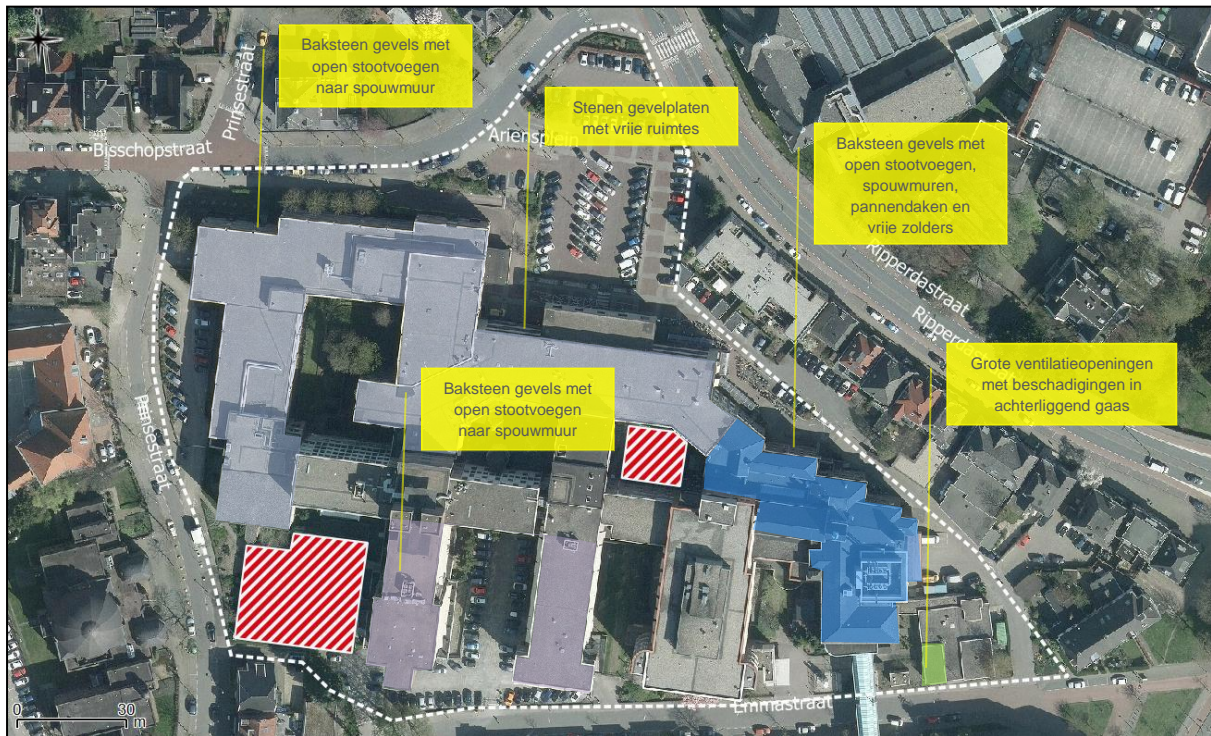 Baksteen gevels met
open stootvoegen
naar spouwmuur
Stenen gevelplaten
met vrije ruimtes
Baksteen gevels met
open stootvoegen,
spouwmuren,
pannendaken en
vrije zolders
Grote ventilatieopeningen
met beschadigingen in
achterliggend gaas
Baksteen gevels met
open stootvoegen
naar spouwmuur
Prinsestraat
Bisschopstraat
Ariensplein
Ripperdastraat
Prinsestraat
Emmastraat
0 30
m